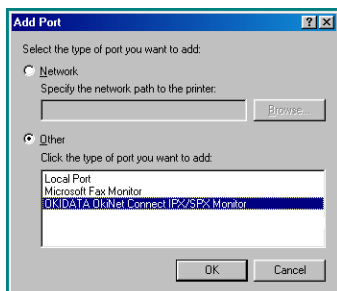 Add Port
Select the type of port you want to add:
Network
Specify the network path to the printer:
Browse...
Other
Click the type of port you want to add:
Local Port
Microsoft Fax Monitor
OKIDATA OkiNet Connect IPX/SPX Monitor
OK Cancel